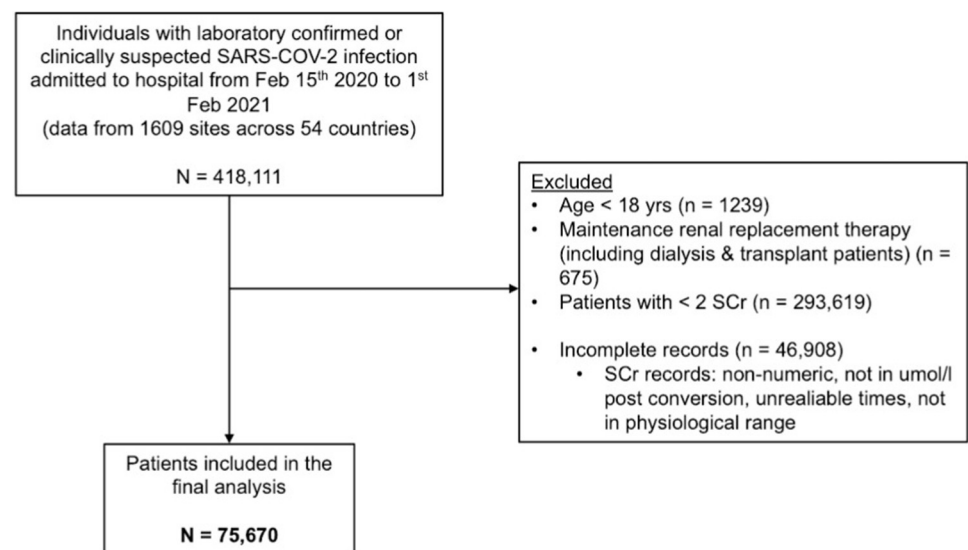 Individuals with laboratory confirmed or
clinically suspected SARS-COV-2 infection
admitted to hospital from Feb 15th 2020 to 1st
Feb 2021
(data from 1609 sites across 54 countries)
N = 418,111
Excluded
• Age < 18 yrs (n = 1239)
• Maintenance renal replacement therapy
(including dialysis & transplant patients) (n =
675)
• Patients with < 2 SCr (n = 293,619)
• Incomplete records (n = 46,908)
• SCr records: non-numeric, not in umol/l
post conversion, unrealiable times, not
in physiological range
Patients included in the
final analysis
N = 75,670